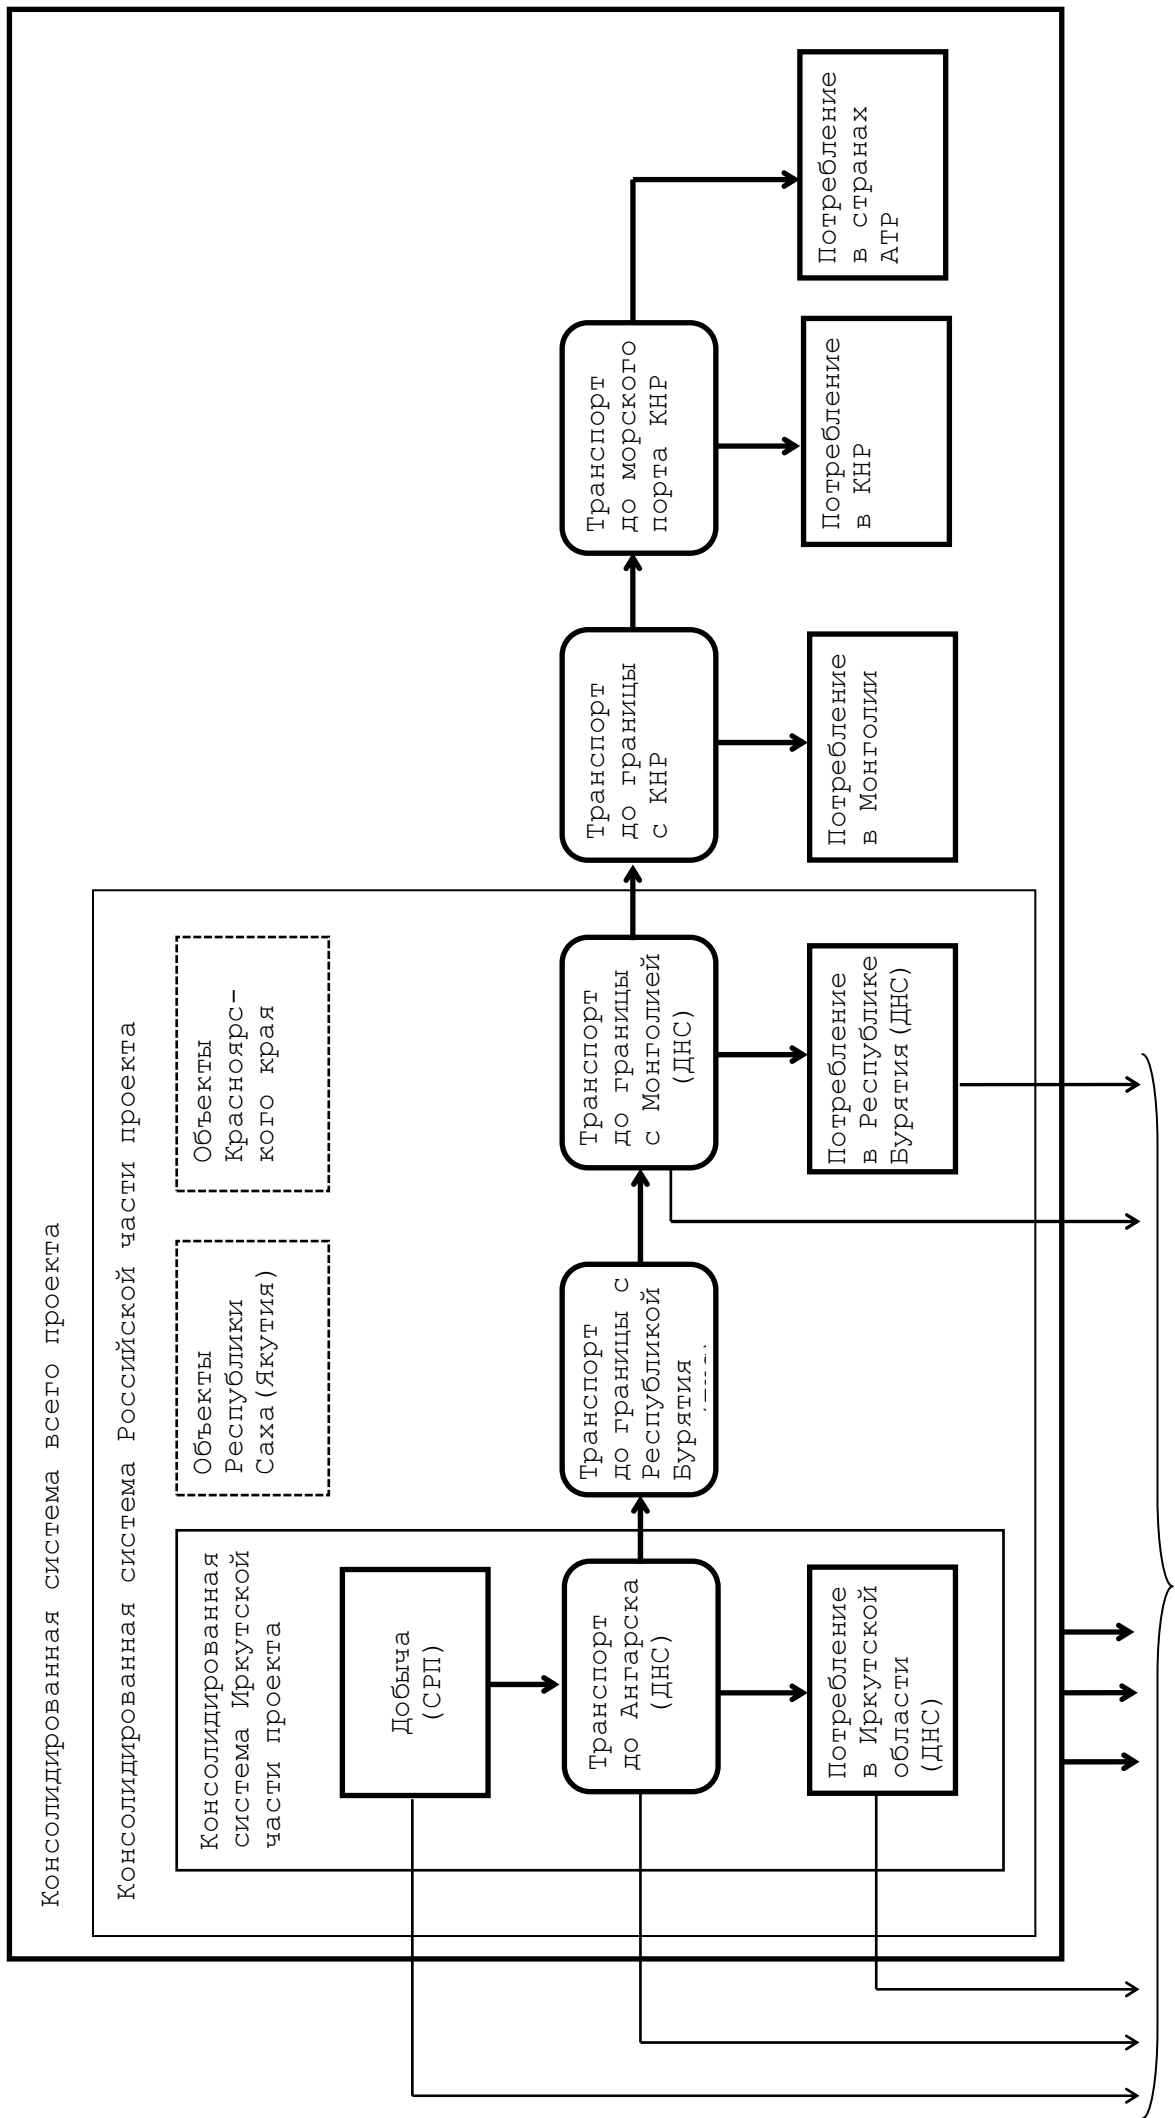 Консолидированная система всего проекта
Консолидированная система Российской части проекта
Консолидированная
система Иркутской
части проекта
Объекты
Республики
Саха(Якутия)
Объекты
Красноярс-
кого края
Добыча
(СРП)
Транспорт
до Ангарска
(ДНС)
Транспорт
до границы с
Республикой
Бурятия
Транспорт
до границы
с Монголией
(ДНС)
Транспорт
до границы
с КНР
Транспорт
до морского
порта КНР
Потребление
в Иркутской
области
(ДНС)
Потребление
в Республике
Бурятия(ДНС)
Потребление
в Монголии
Потребление
в КНР
Потребление
в странах
АТР